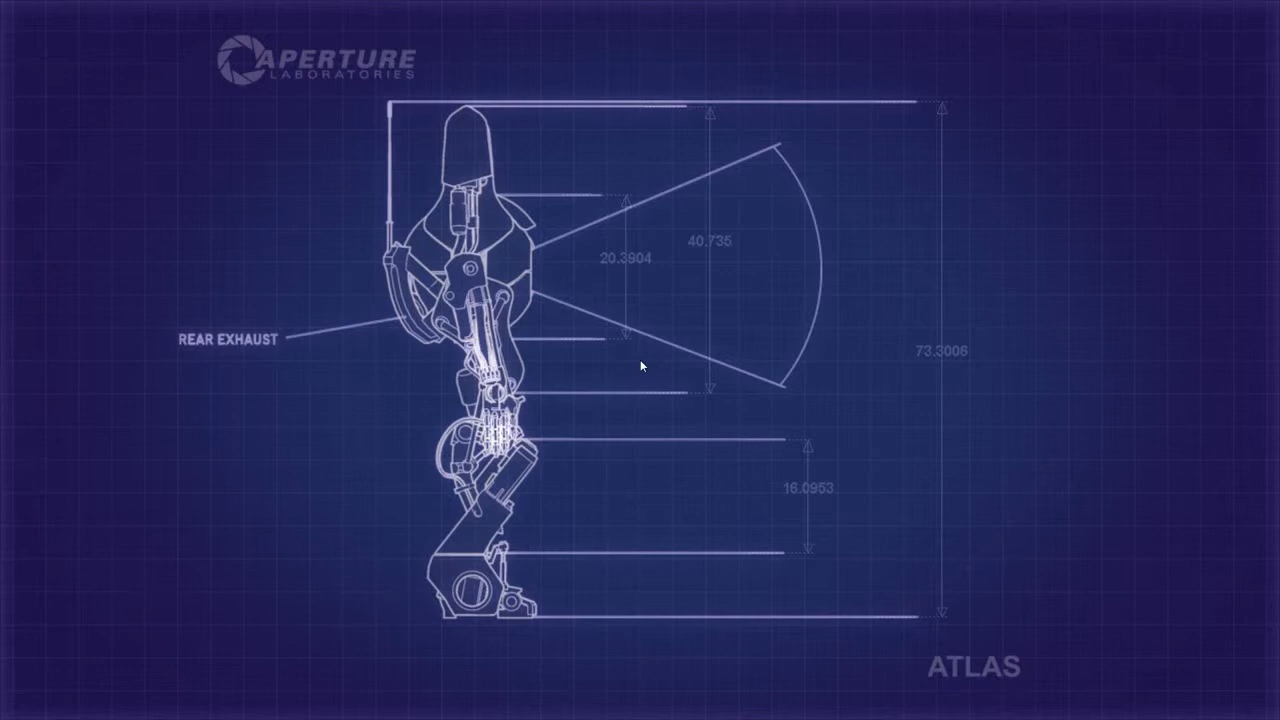 APERTURE
LABORATORIES
40.735
20.3904
REAR EXHAUST
73.3006
16.0953
ATLAS